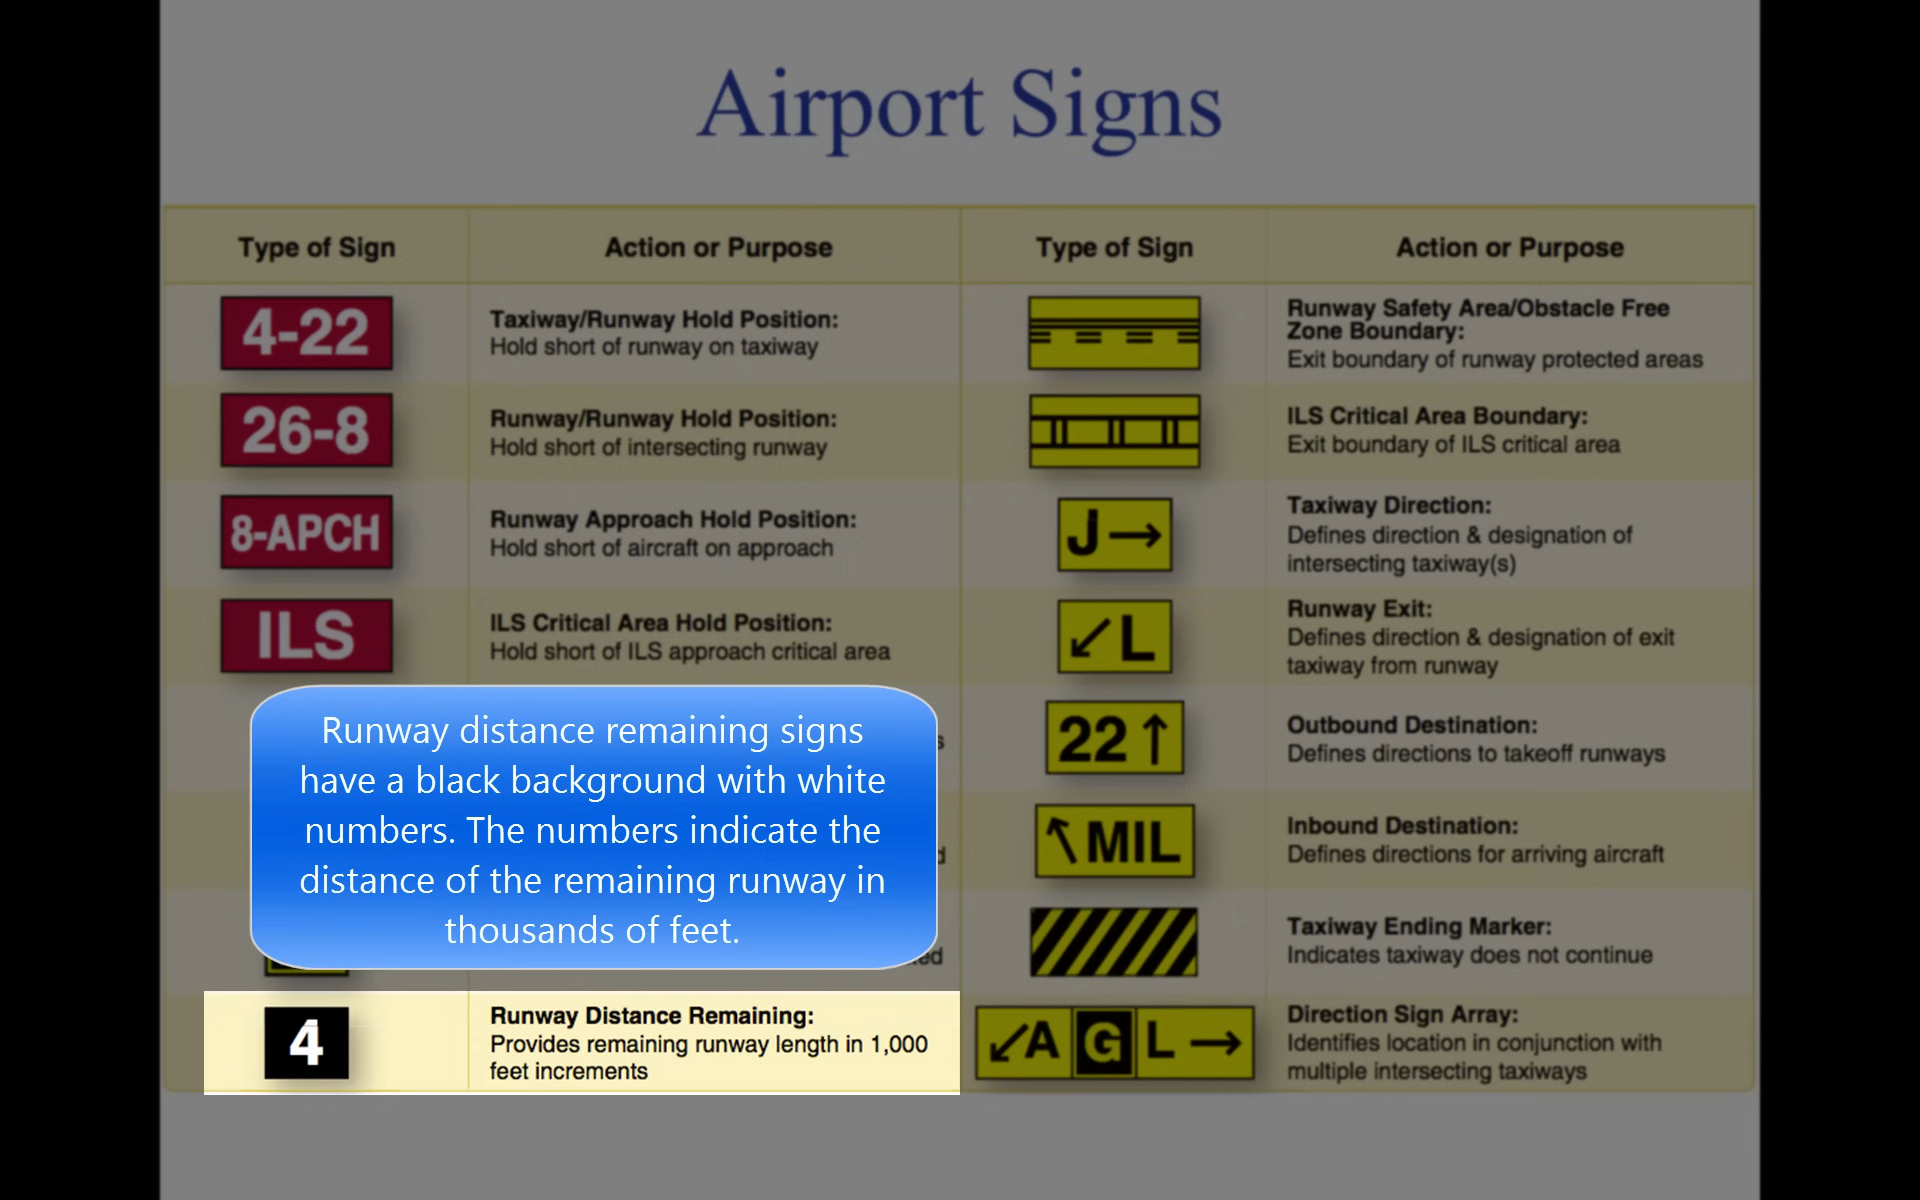 Airport Signs
Type of Sign
Action or Purpose
Type of Sign
Action or Purpose
4-22
Taxiway/Runway Hold Position:
Hold short of runway on taxiway
26-8
Runway/Runway Hold Position:
Hold short of intersecting runway
8-APCH
Runway Approach Hold Position:
Hold short of aircraft on approach
ILS
ILS Critical Area Hold Position:
Hold short of ILS approach critical area
Runway distance remaining signs
have a black background with white
numbers. The numbers indicate the
distance of the remaining runway in
thousands of feet.
4
Runway Distance Remaining:
Provides remaining runway length in 1,000
feet increments
Runway Safety Area/Obstacle Free
Zone Boundary:
Exit boundary of runway protected areas
ILS Critical Area Boundary:
Exit boundary of ILS critical area
J→
Taxiway Direction:
Defines direction & designation of
intersecting taxiway(s)
↙L
Runway Exit:
Defines direction & designation of exit
taxiway from runway
22↑
Outbound Destination:
Defines directions to takeoff runways
↖MIL
Inbound Destination:
Defines directions for arriving aircraft
Taxiway Ending Marker:
Indicates taxiway does not continue
↙A G L→
Direction Sign Array:
Identifies location in conjunction with
multiple intersecting taxiways